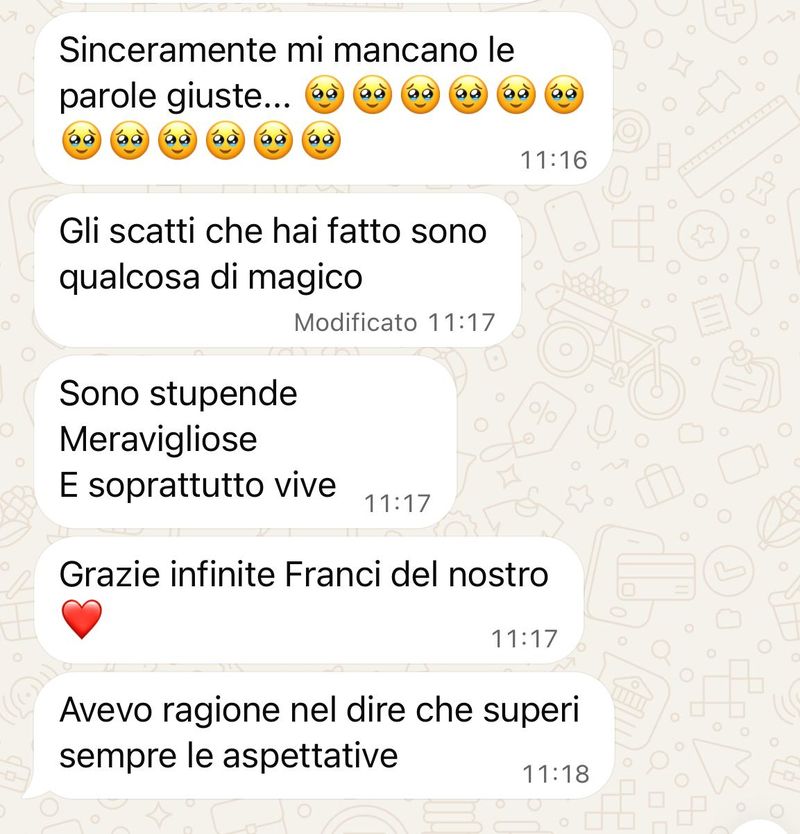 Sinceramente mi mancano le
parole giuste... 🥹🥹🥹🥹🥹🥹
🥹🥹🥹🥹🥹🥹
11:16
Gli scatti che hai fatto sono
qualcosa di magico
Modificato 11:17
Sono stupende
Meravigliose
E soprattutto vive
11:17
Grazie infinite Franci del nostro
❤️
11:17
Avevo ragione nel dire che superi
sempre le aspettative
11:18